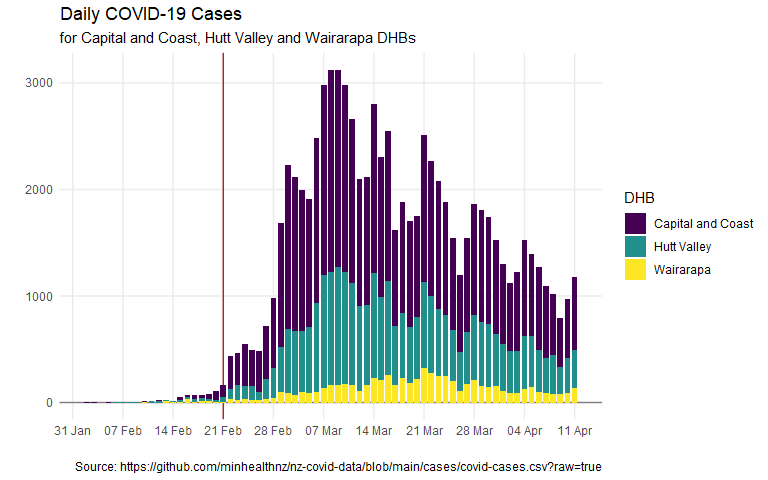 Daily COVID-19 Cases
for Capital and Coast, Hutt Valley and Wairarapa DHBs
3000
2000
1000
0
31 Jan 07 Feb 14 Feb 21 Feb 28 Feb 07 Mar 14 Mar 21 Mar 28 Mar 04 Apr 11 Apr
DHB
Capital and Coast
Hutt Valley
Wairarapa
Source: https://github.com/minhealthnz/nz-covid-data/blob/main/cases/covid-cases.csv?raw=true